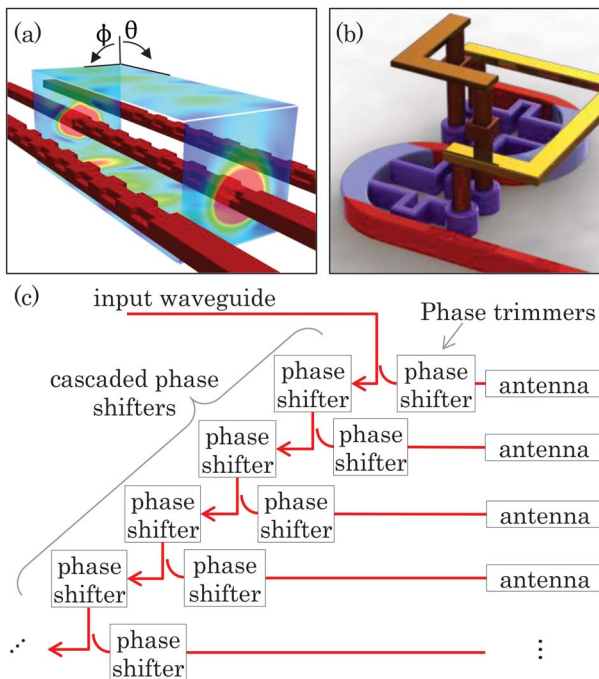 (a)
ϕ θ
(b)
(c)
input waveguide
Phase trimmers
cascaded phase
shifters
phase
shifter
phase
shifter
antenna
phase
shifter
phase
shifter
antenna
phase
shifter
phase
shifter
antenna
phase
shifter
phase
shifter
antenna
phase
shifter